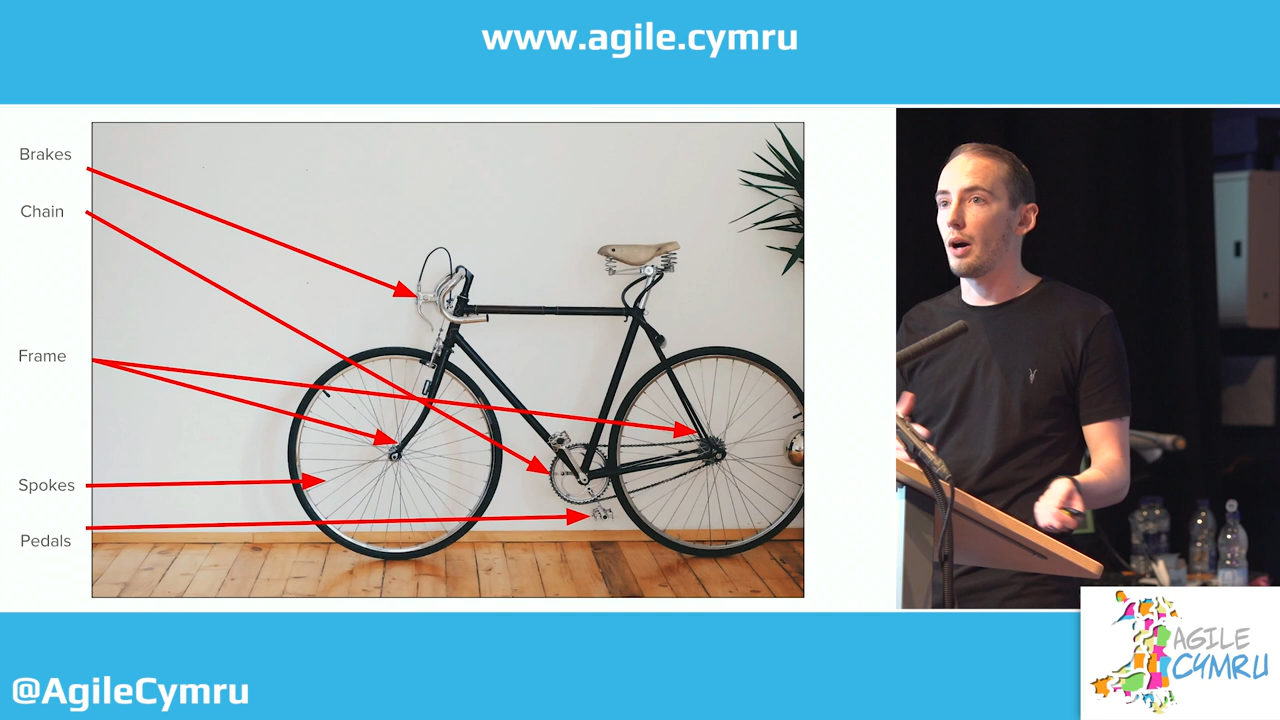 www.agile.cymru
Brakes
Chain
Frame
Spokes
Pedals
@AgileCymru
AGILE
CYMRU